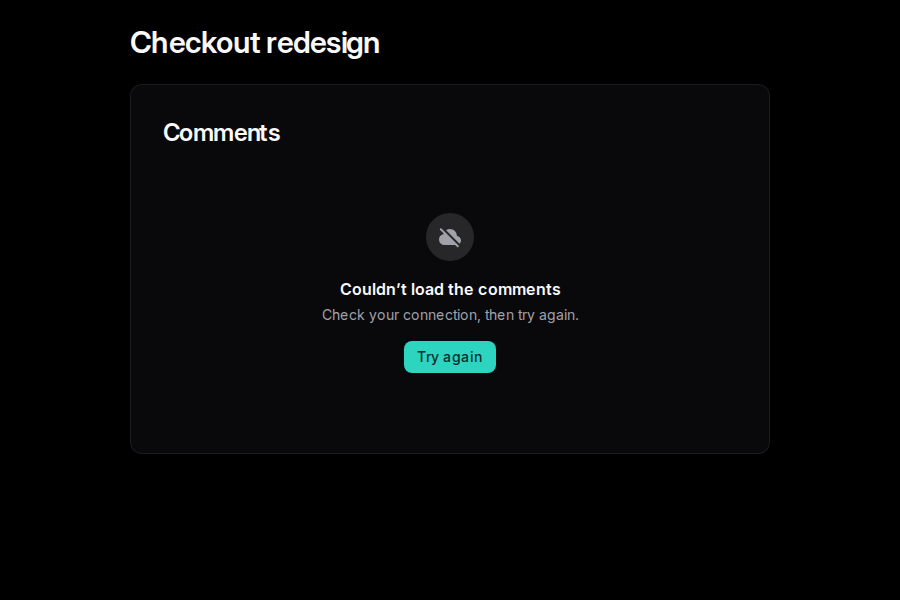 Checkout redesign
Comments
Couldn’t load the comments
Check your connection, then try again.
Try again